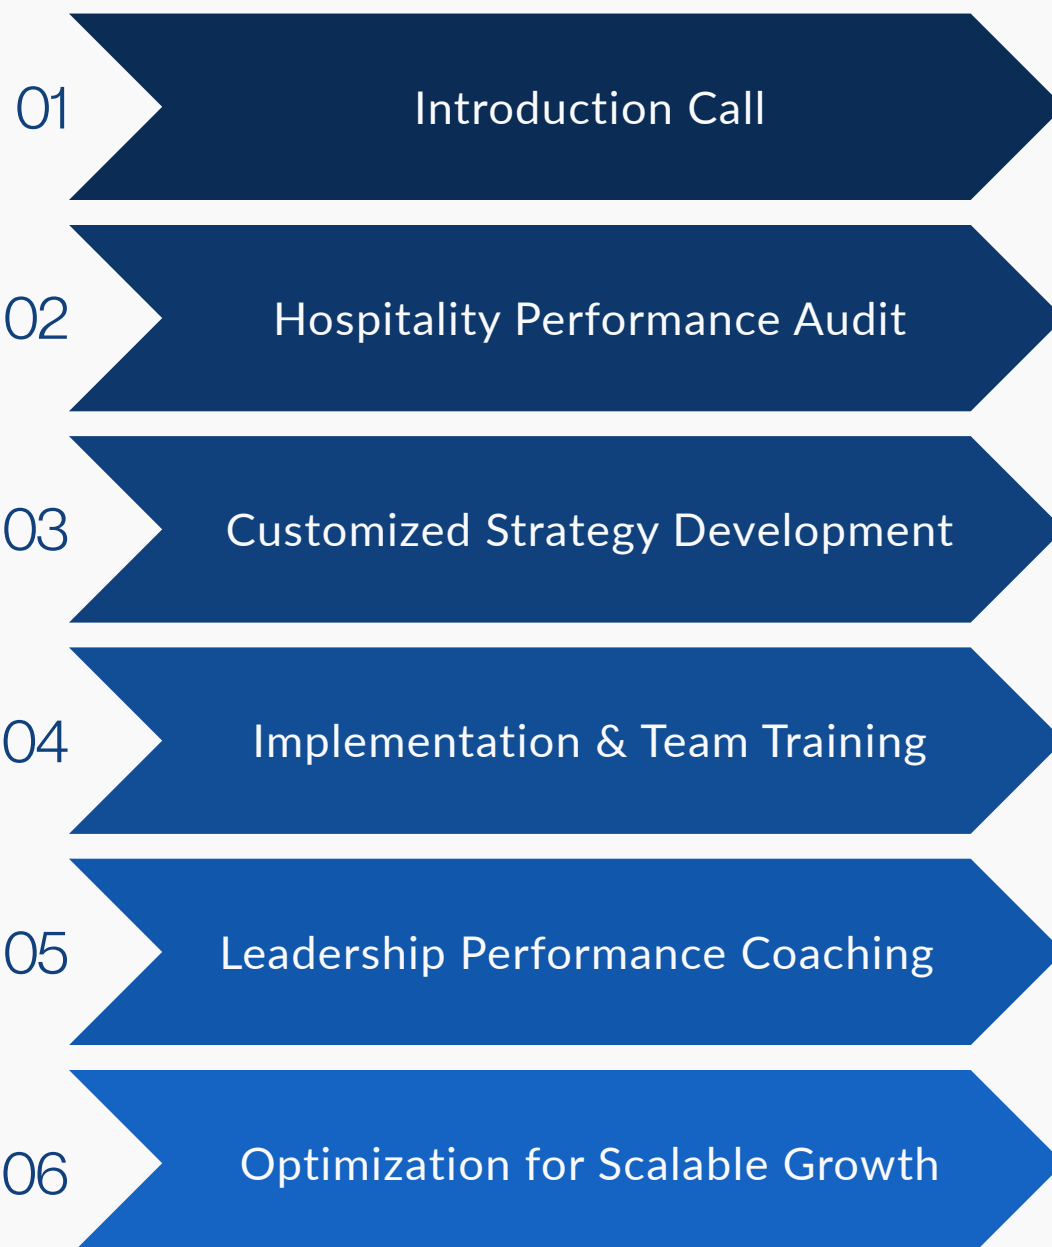 01
Introduction Call
02
Hospitality Performance Audit
03
Customized Strategy Development
04
Implementation & Team Training
05
Leadership Performance Coaching
06
Optimization for Scalable Growth